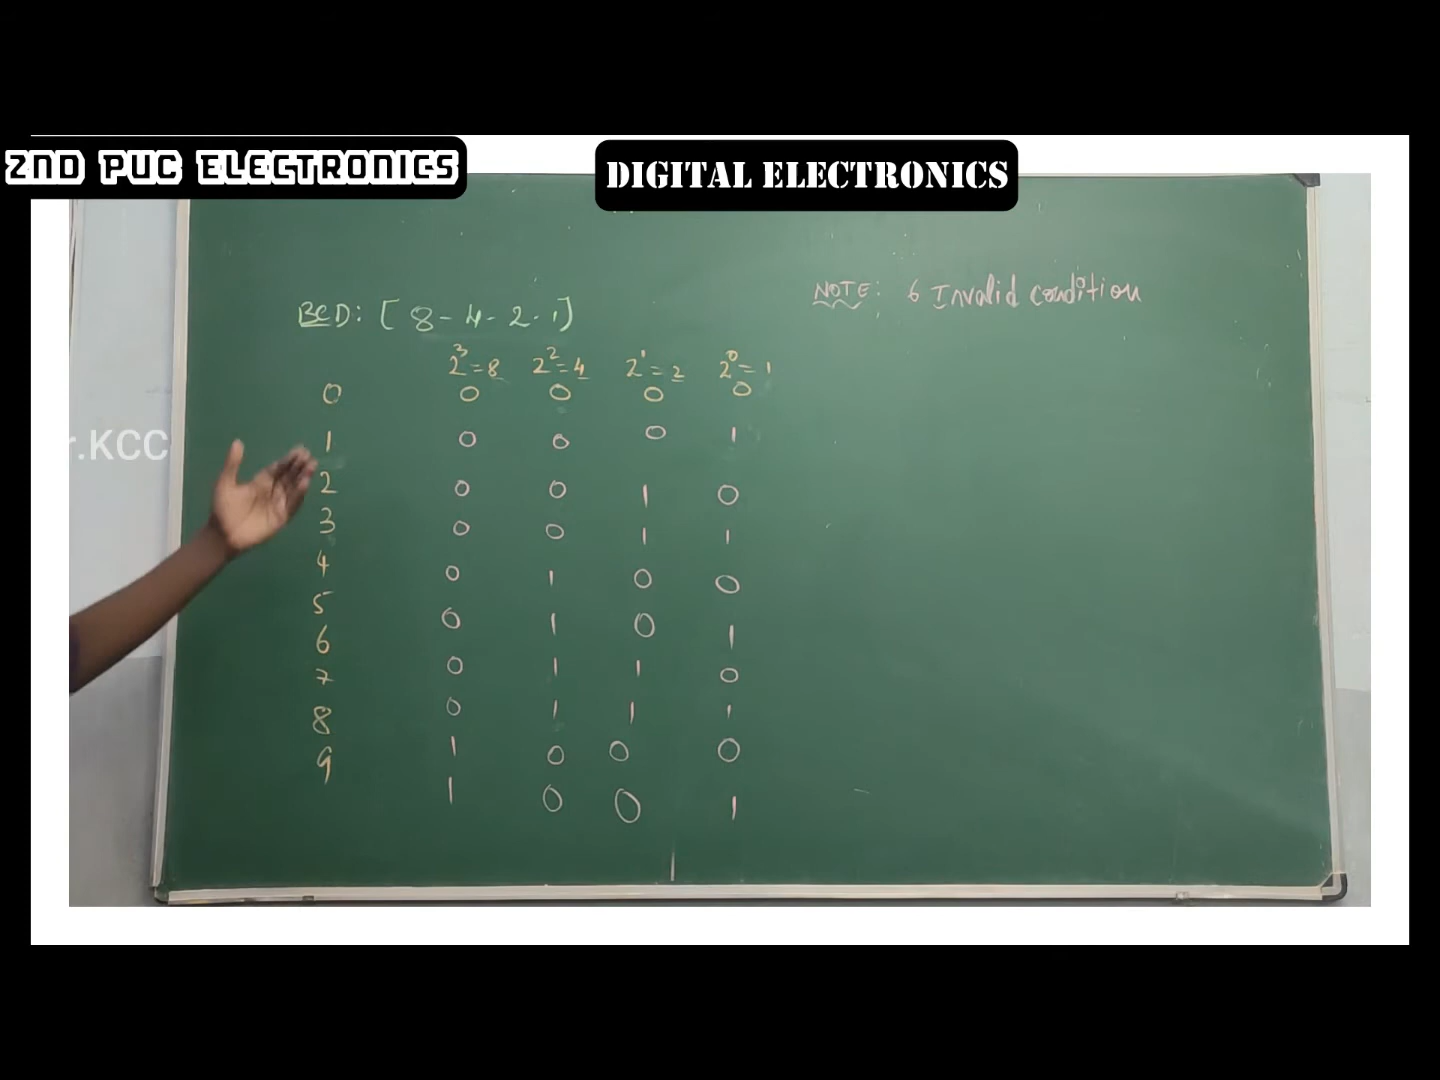 2ND PUC ELECTRONICS
DIGITAL ELECTRONICS
NOTE: 6 Invalid condition
BCD: [ 8-4-2-1]
2³=8 2²=4 2¹=2 2⁰=1
0 0 0 0 0
1 0 0 0 1
2 0 0 1 0
3 0 0 1 1
4 0 1 0 0
5 0 1 0 1
6 0 1 1 0
7 0 1 1 1
8 1 0 0 0
9 1 0 0 1
r.KCC